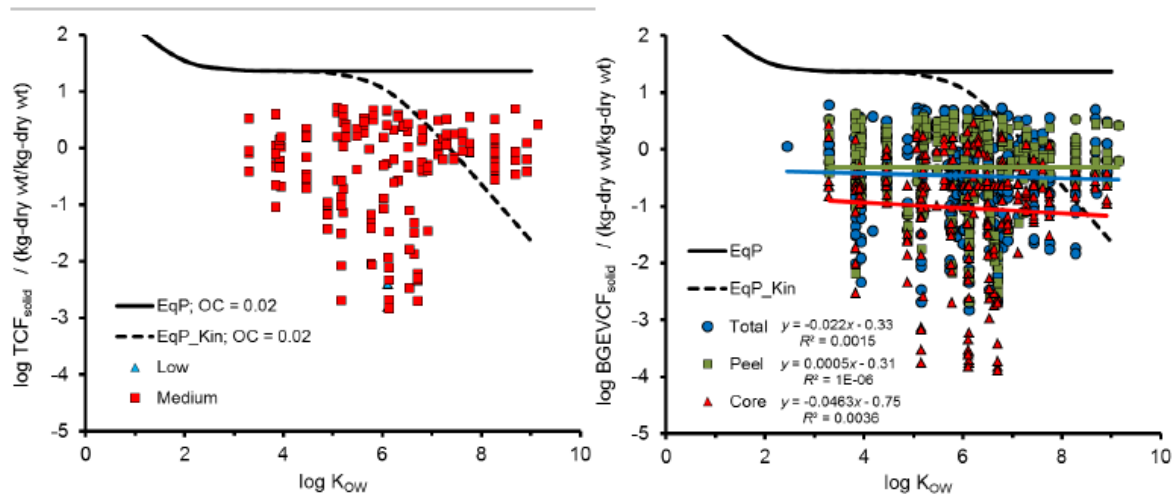 log TCFsolid / (kg-dry wt/kg-dry wt)
2
1
0
-1
-2
-3
-4
-5
EqP; OC = 0.02
EqP_Kin; OC = 0.02
Low
Medium
0 2 4 6 8 10
log KOW
log BGEVCFsolid / (kg-dry wt/kg-dry wt)
2
1
0
-1
-2
-3
-4
-5
EqP
EqP_Kin
Total y = -0.022x - 0.33
R² = 0.0015
Peel y = 0.0005x - 0.31
R² = 1E-06
Core y = -0.0463x - 0.75
R² = 0.0036
0 2 4 6 8 10
log KOW